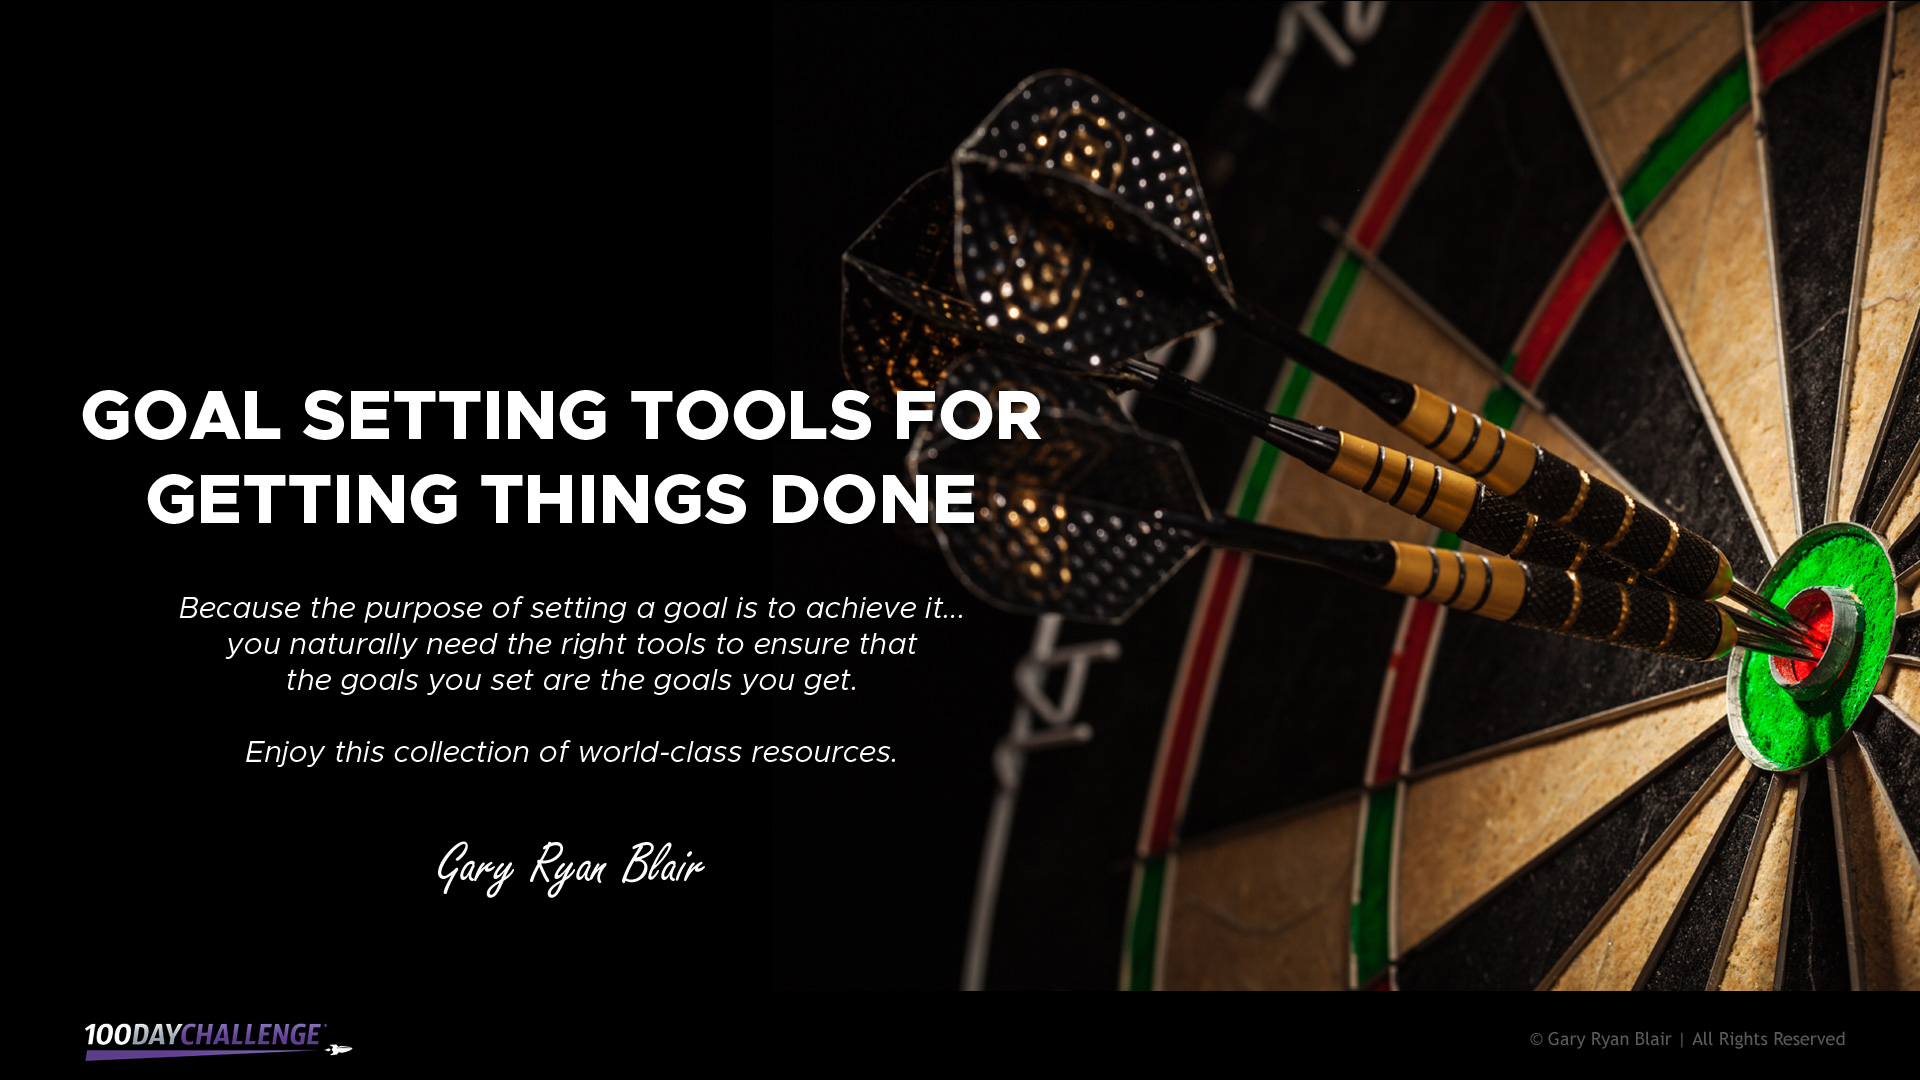 GOAL SETTING TOOLS FOR
GETTING THINGS DONE
Because the purpose of setting a goal is to achieve it...
you naturally need the right tools to ensure that
the goals you set are the goals you get.
Enjoy this collection of world-class resources.
Gary Ryan Blair
100DAYCHALLENGE
© Gary Ryan Blair | All Rights Reserved